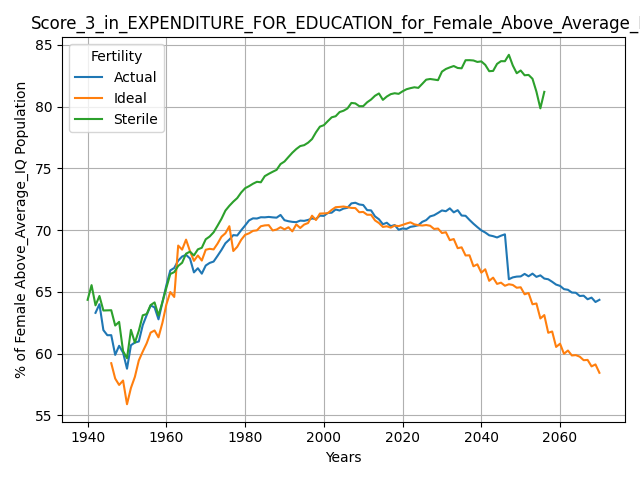 Score_3_in_EXPENDITURE_FOR_EDUCATION_for_Female_Above_Average_
85
80
75
70
65
60
55
% of Female Above_Average_IQ Population
Fertility
Actual
Ideal
Sterile
1940
1960
1980
2000
2020
2040
2060
Years